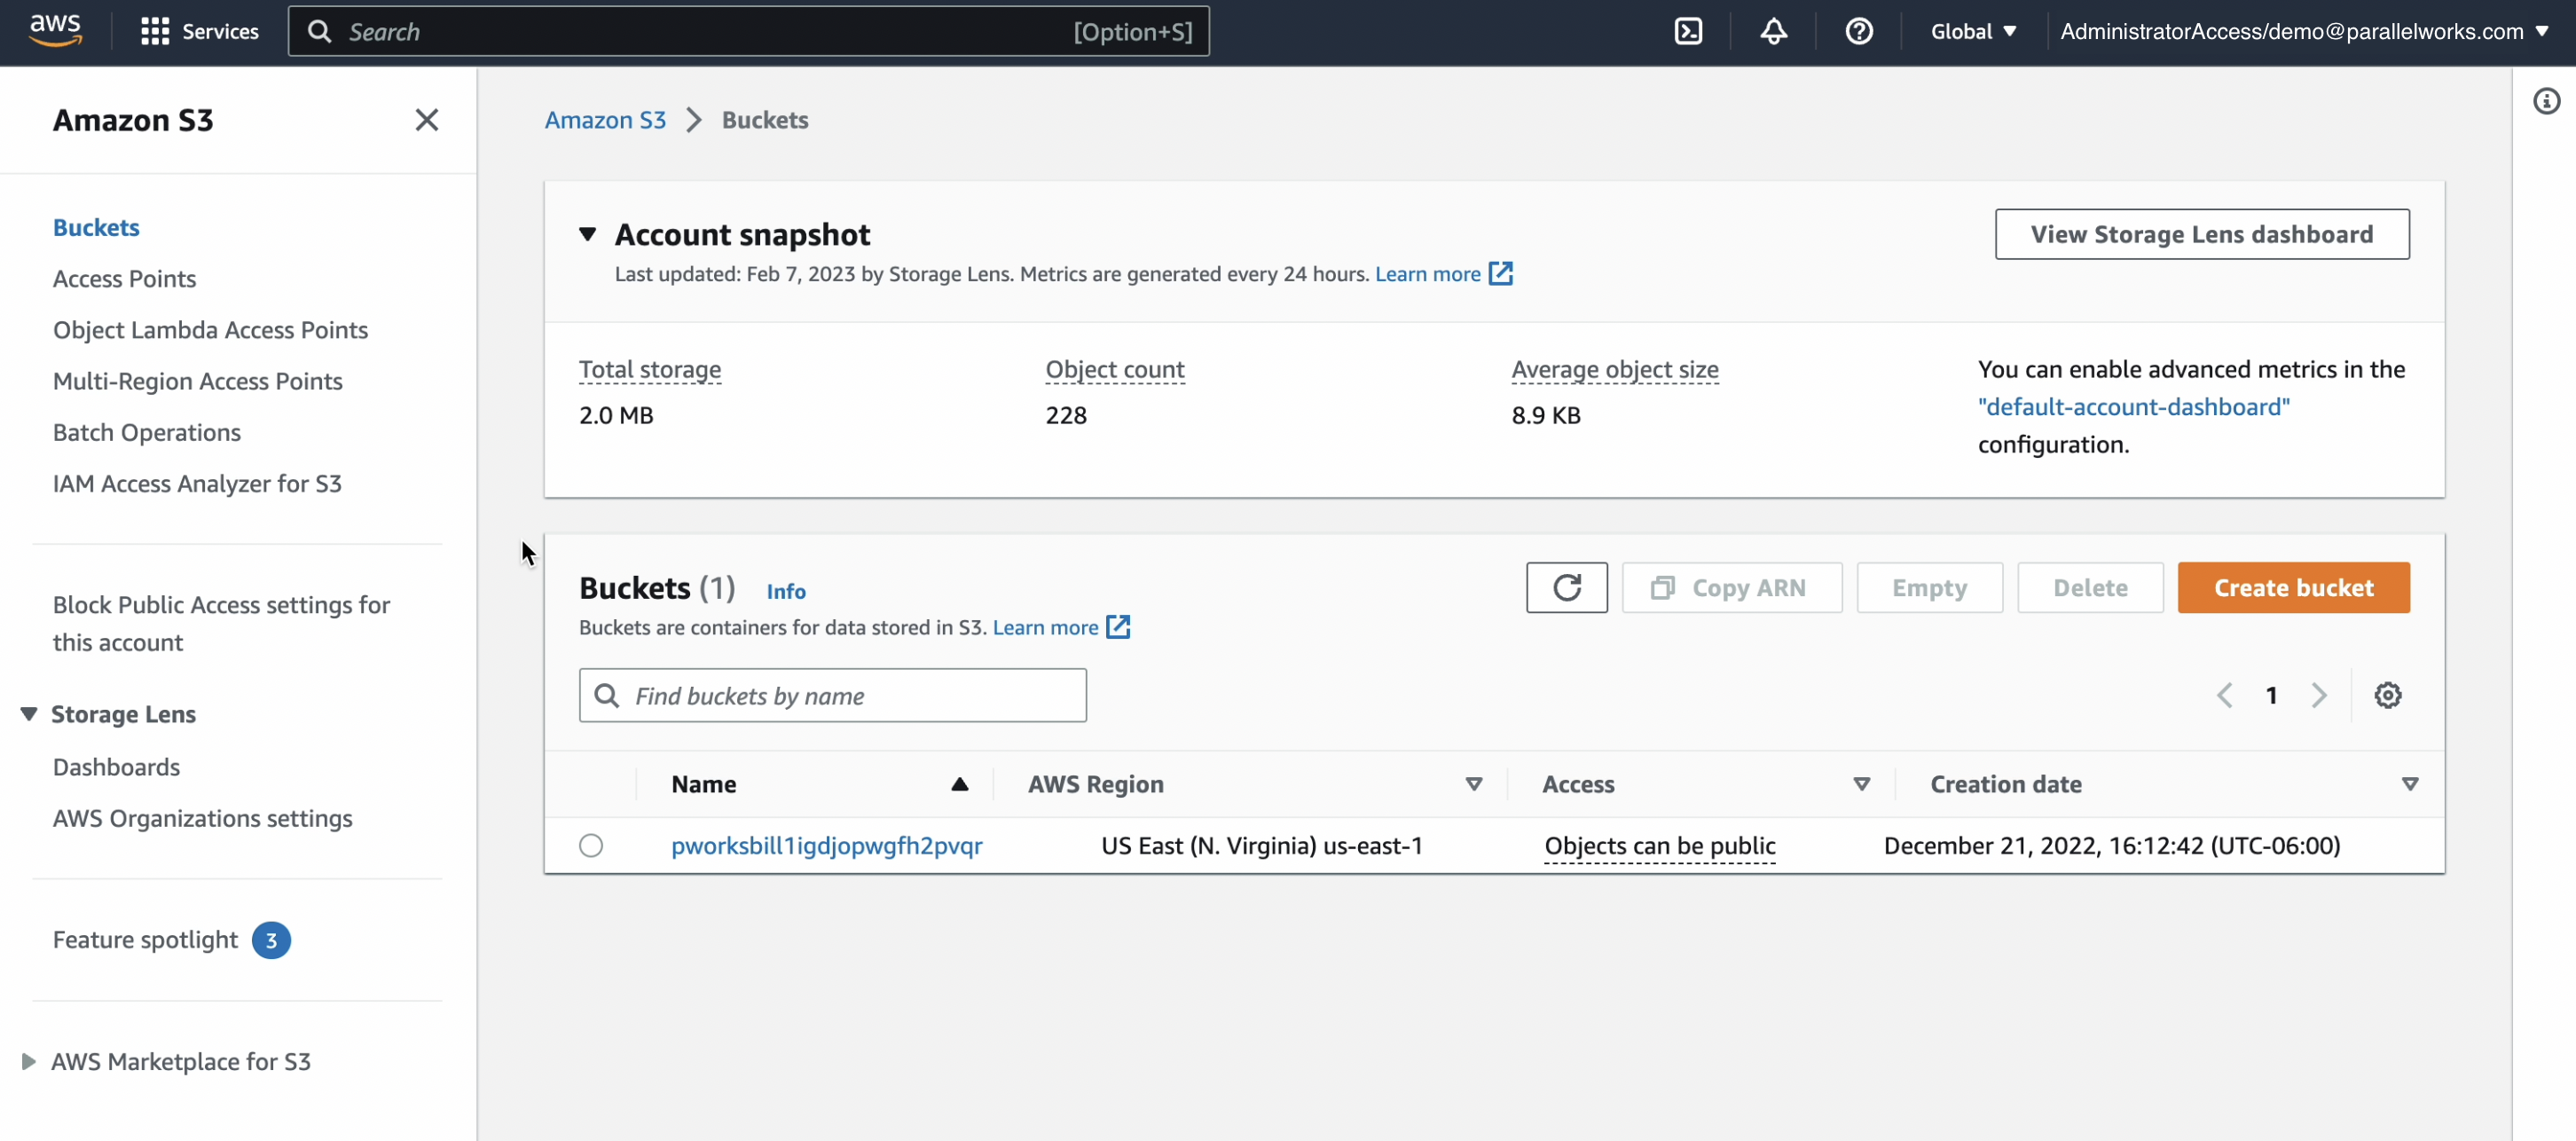 aws
Services
Search
[Option+S]
Global
AdministratorAccess/demo@parallelworks.com
Amazon S3
Buckets
Access Points
Object Lambda Access Points
Multi-Region Access Points
Batch Operations
IAM Access Analyzer for S3
Block Public Access settings for
this account
Storage Lens
Dashboards
AWS Organizations settings
Feature spotlight 3
AWS Marketplace for S3
Amazon S3 > Buckets
Account snapshot
Last updated: Feb 7, 2023 by Storage Lens. Metrics are generated every 24 hours. Learn more
View Storage Lens dashboard
Total storage
2.0 MB
Object count
228
Average object size
8.9 KB
You can enable advanced metrics in the
"default-account-dashboard"
configuration.
Buckets (1) Info
Buckets are containers for data stored in S3. Learn more
Copy ARN
Empty
Delete
Create bucket
Find buckets by name
1
Name AWS Region Access Creation date
pworksbill1igdjopwgfh2pvqr US East (N. Virginia) us-east-1 Objects can be public December 21, 2022, 16:12:42 (UTC-06:00)